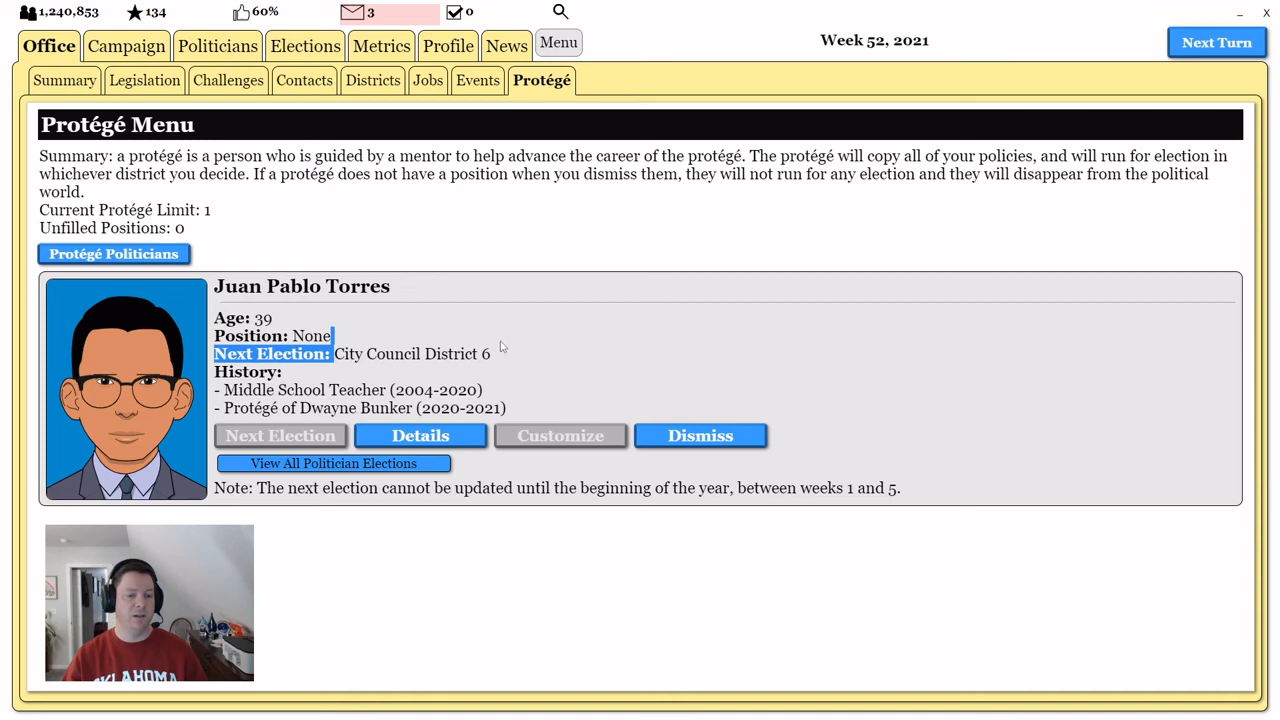 1,240,853 134 60% 3 0
Office Campaign Politicians Elections Metrics Profile News Menu Week 52, 2021 Next Turn
Summary Legislation Challenges Contacts Districts Jobs Events Protégé
Protégé Menu
Summary: a protégé is a person who is guided by a mentor to help advance the career of the protégé. The protégé will copy all of your policies, and will run for election in
whichever district you decide. If a protégé does not have a position when you dismiss them, they will not run for any election and they will disappear from the political
world.
Current Protégé Limit: 1
Unfilled Positions: 0
Protégé Politicians
Juan Pablo Torres
Age: 39
Position: None
Next Election: City Council District 6
History:
- Middle School Teacher (2004-2020)
- Protégé of Dwayne Bunker (2020-2021)
Next Election Details Customize Dismiss
View All Politician Elections
Note: The next election cannot be updated until the beginning of the year, between weeks 1 and 5.
OKLAHOMA